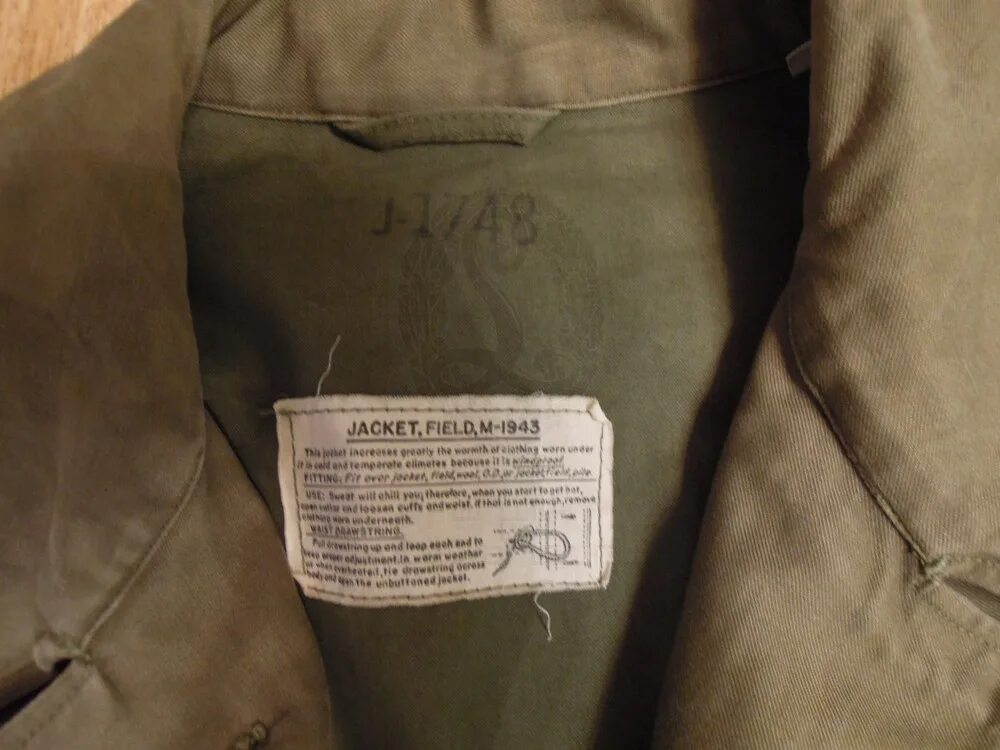 J-1748
JACKET, FIELD, M-1943
This jacket increases greatly the warmth of clothing worn under
it in cold and temperate climates because it is windproof.
FITTING: Fit over jacket, field, wool, O.D. or jacket, field, pile.
USE: Sweat will chill you, therefore, when you start to get hot,
open collar and loosen cuffs and waist. if that is not enough, remove
clothing worn underneath.
WAIST DRAWSTRING.
Pull drawstring up and loop each end to
keep proper adjustment. in warm weather
or when overheated, tie drawstring across
body and open the unbuttoned jacket.